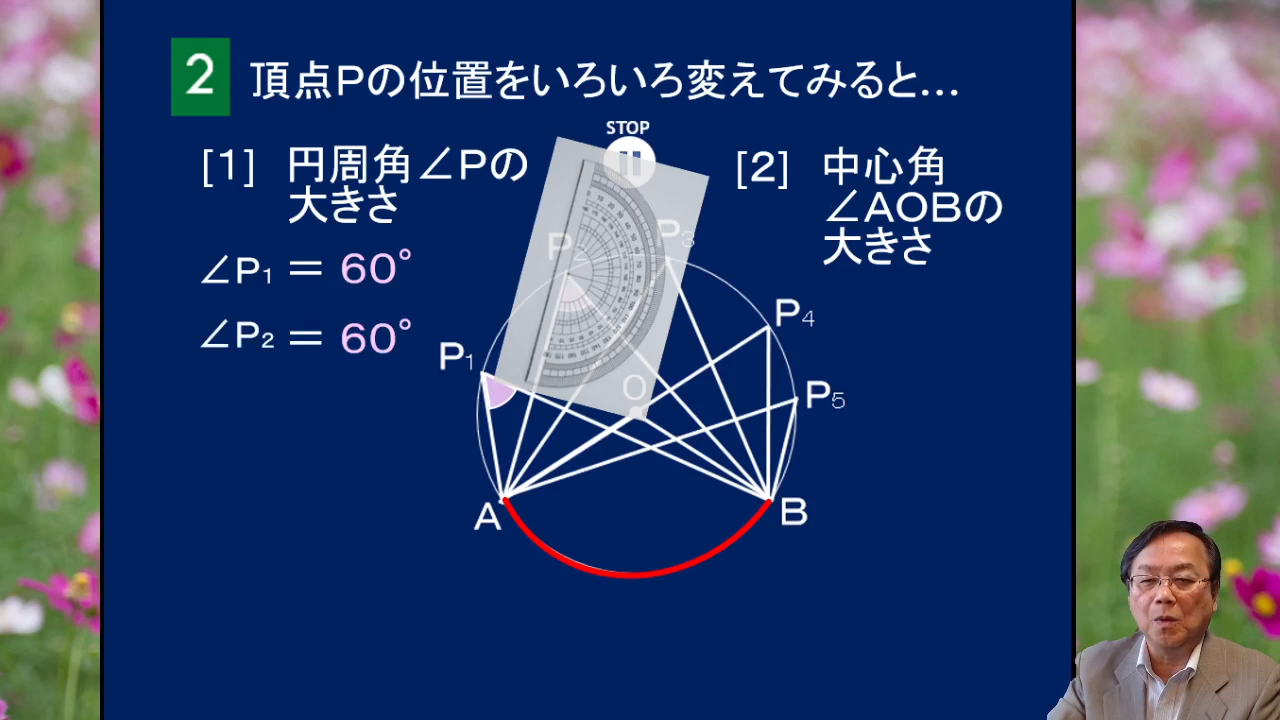 2 頂点Pの位置をいろいろ変えてみると…
STOP
[1] 円周角∠Pの
大きさ
∠P1 = 60°
∠P2 = 60°
[2] 中心角
∠AOBの
大きさ
P2
P3
P4
P1
O
P5
A
B